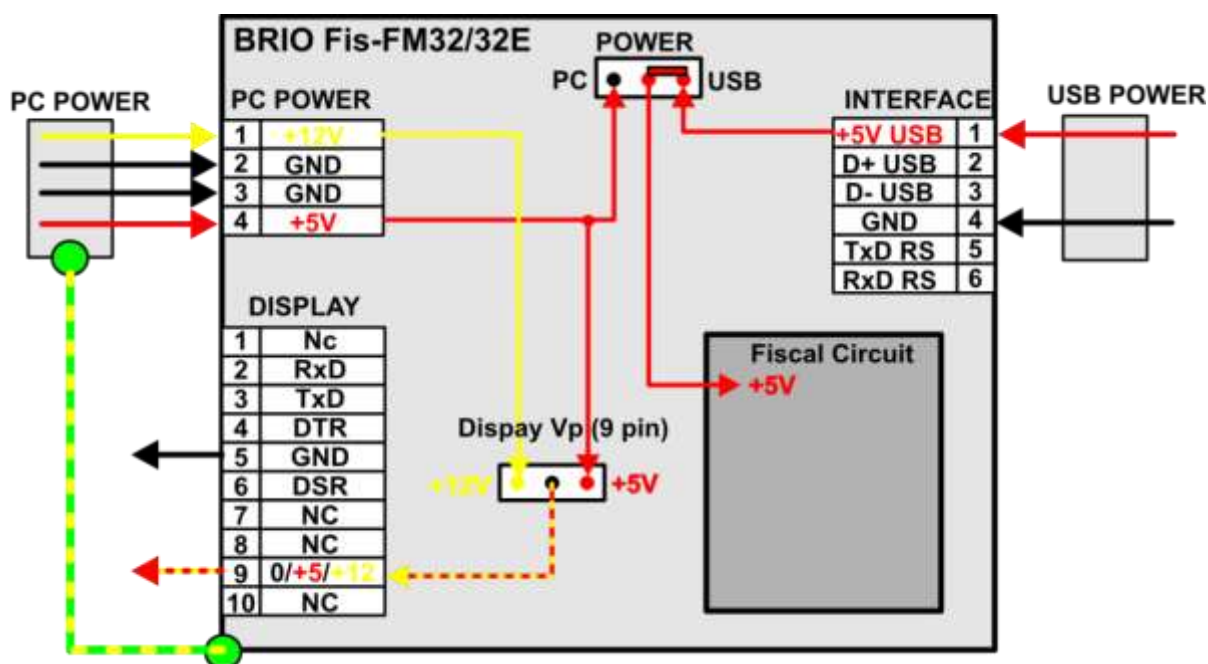 BRIO Fis-FM32/32E
POWER
PC
USB
PC POWER
PC POWER
1 +12V
2 GND
3 GND
4 +5V
INTERFACE
+5V USB 1
D+ USB 2
D- USB 3
GND 4
TxD RS 5
RxD RS 6
USB POWER
DISPLAY
1 Nc
2 RxD
3 TxD
4 DTR
5 GND
6 DSR
7 NC
8 NC
9 0/+5/+12
10 NC
Dispay Vp (9 pin)
+12V
+5V
Fiscal Circuit
+5V